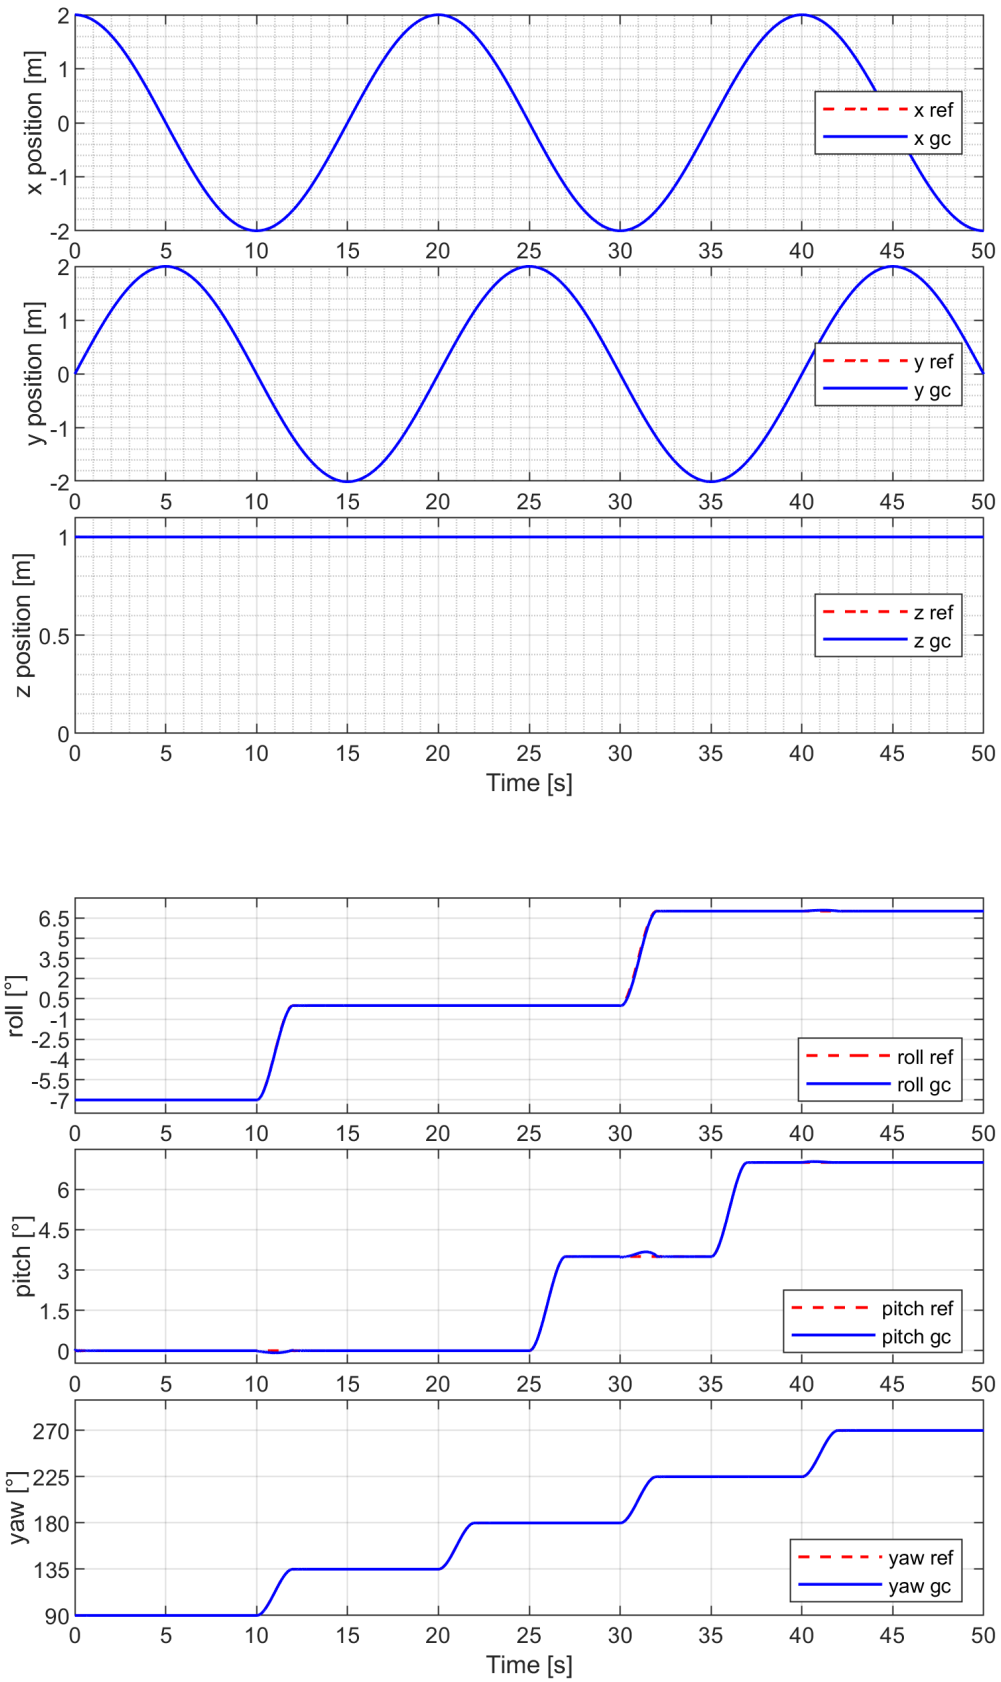 x position [m]
2
1
0
-1
-2
x ref
x gc
0 5 10 15 20 25 30 35 40 45 50
y position [m]
2
1
0
-1
-2
y ref
y gc
0 5 10 15 20 25 30 35 40 45 50
z position [m]
1
0.5
0
z ref
z gc
0 5 10 15 20 25 30 35 40 45 50
Time [s]
roll [°]
6.5
5
3.5
2
0.5
-1
-2.5
-4
-5.5
-7
roll ref
roll gc
0 5 10 15 20 25 30 35 40 45 50
pitch [°]
6
4.5
3
1.5
0
pitch ref
pitch gc
0 5 10 15 20 25 30 35 40 45 50
yaw [°]
270
225
180
135
90
yaw ref
yaw gc
0 5 10 15 20 25 30 35 40 45 50
Time [s]